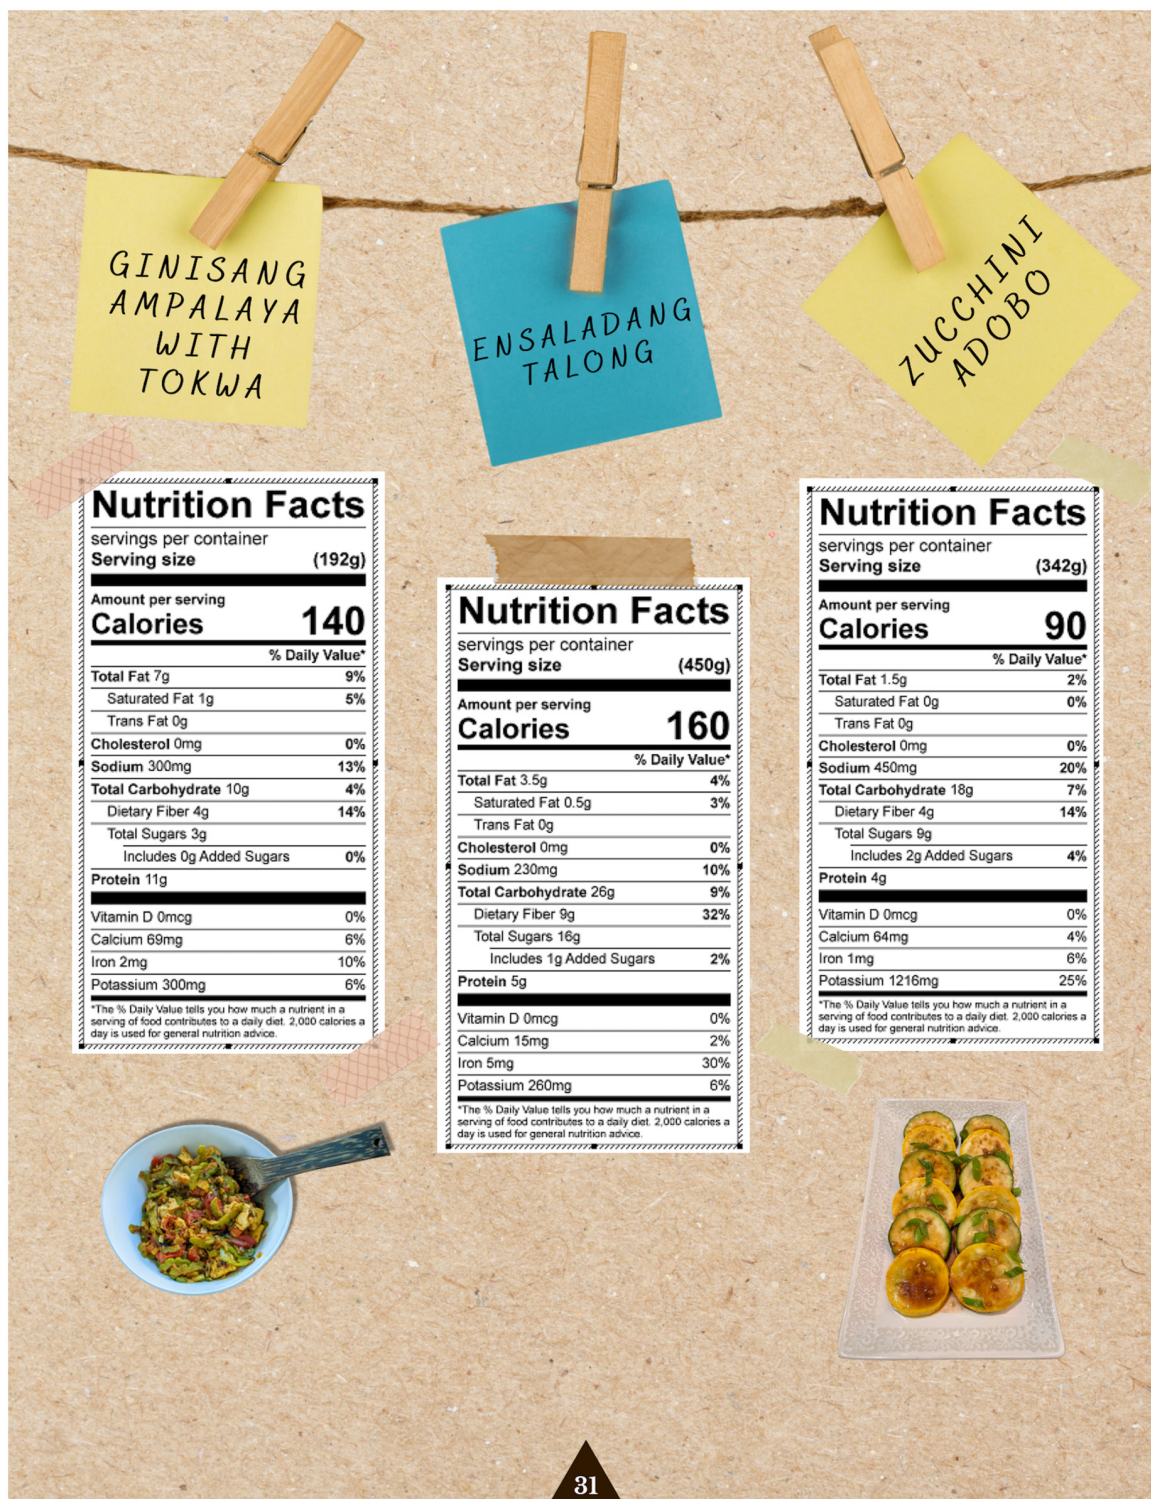 GINISANG
AMPALAYA
WITH
TOKWA
ENSALADANG
TALONG
ZUCCHINI
ADOBO
Nutrition Facts
servings per container
Serving size (192g)
Amount per serving
Calories 140
% Daily Value*
Total Fat 7g 9%
Saturated Fat 1g 5%
Trans Fat 0g
Cholesterol 0mg 0%
Sodium 300mg 13%
Total Carbohydrate 10g 4%
Dietary Fiber 4g 14%
Total Sugars 3g
Includes 0g Added Sugars 0%
Protein 11g
Vitamin D 0mcg 0%
Calcium 69mg 6%
Iron 2mg 10%
Potassium 300mg 6%
*The % Daily Value tells you how much a nutrient in a
serving of food contributes to a daily diet. 2,000 calories a
day is used for general nutrition advice.
Nutrition Facts
servings per container
Serving size (450g)
Amount per serving
Calories 160
% Daily Value*
Total Fat 3.5g 4%
Saturated Fat 0.5g 3%
Trans Fat 0g
Cholesterol 0mg 0%
Sodium 230mg 10%
Total Carbohydrate 26g 9%
Dietary Fiber 9g 32%
Total Sugars 16g
Includes 1g Added Sugars 2%
Protein 5g
Vitamin D 0mcg 0%
Calcium 15mg 2%
Iron 5mg 30%
Potassium 260mg 6%
*The % Daily Value tells you how much a nutrient in a
serving of food contributes to a daily diet. 2,000 calories a
day is used for general nutrition advice.
Nutrition Facts
servings per container
Serving size (342g)
Amount per serving
Calories 90
% Daily Value*
Total Fat 1.5g 2%
Saturated Fat 0g 0%
Trans Fat 0g
Cholesterol 0mg 0%
Sodium 450mg 20%
Total Carbohydrate 18g 7%
Dietary Fiber 4g 14%
Total Sugars 9g
Includes 2g Added Sugars 4%
Protein 4g
Vitamin D 0mcg 0%
Calcium 64mg 4%
Iron 1mg 6%
Potassium 1216mg 25%
*The % Daily Value tells you how much a nutrient in a
serving of food contributes to a daily diet. 2,000 calories a
day is used for general nutrition advice.
31